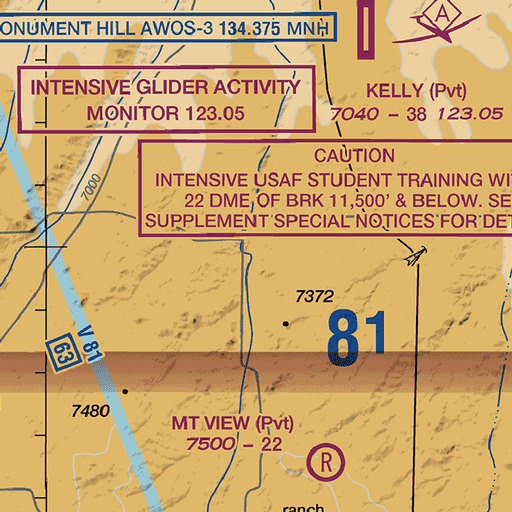 ONUMENT HILL AWOS-3 134.375 MNH
A
INTENSIVE GLIDER ACTIVITY
MONITOR 123.05
KELLY (Pvt)
7040 - 38 123.05
CAUTION
INTENSIVE USAF STUDENT TRAINING WI
22 DME OF BRK 11,500' & BELOW. SE
SUPPLEMENT SPECIAL NOTICES FOR DET
7000
7372
81
V 81
63
7480
MT VIEW (Pvt)
7500 - 22
R
ranch